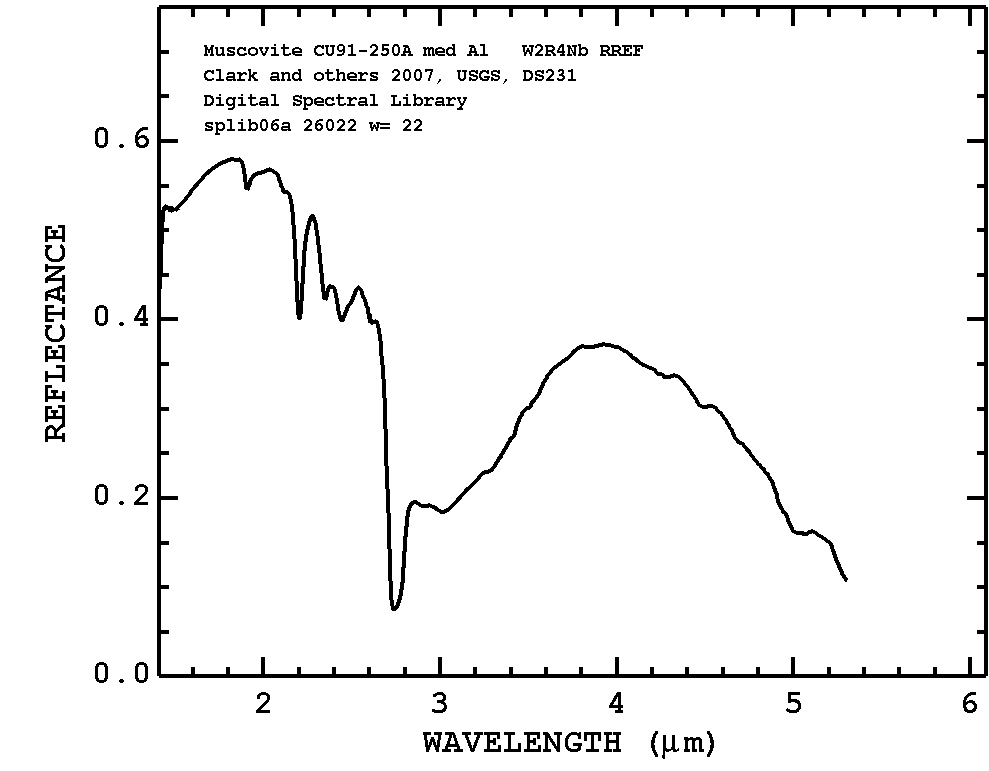 Muscovite CU91-250A med Al W2R4Nb RREF
Clark and others 2007, USGS, DS231
Digital Spectral Library
splib06a 26022 w= 22
0.6
0.4
0.2
0.0
REFLECTANCE
2 3 4 5 6
WAVELENGTH (μm)